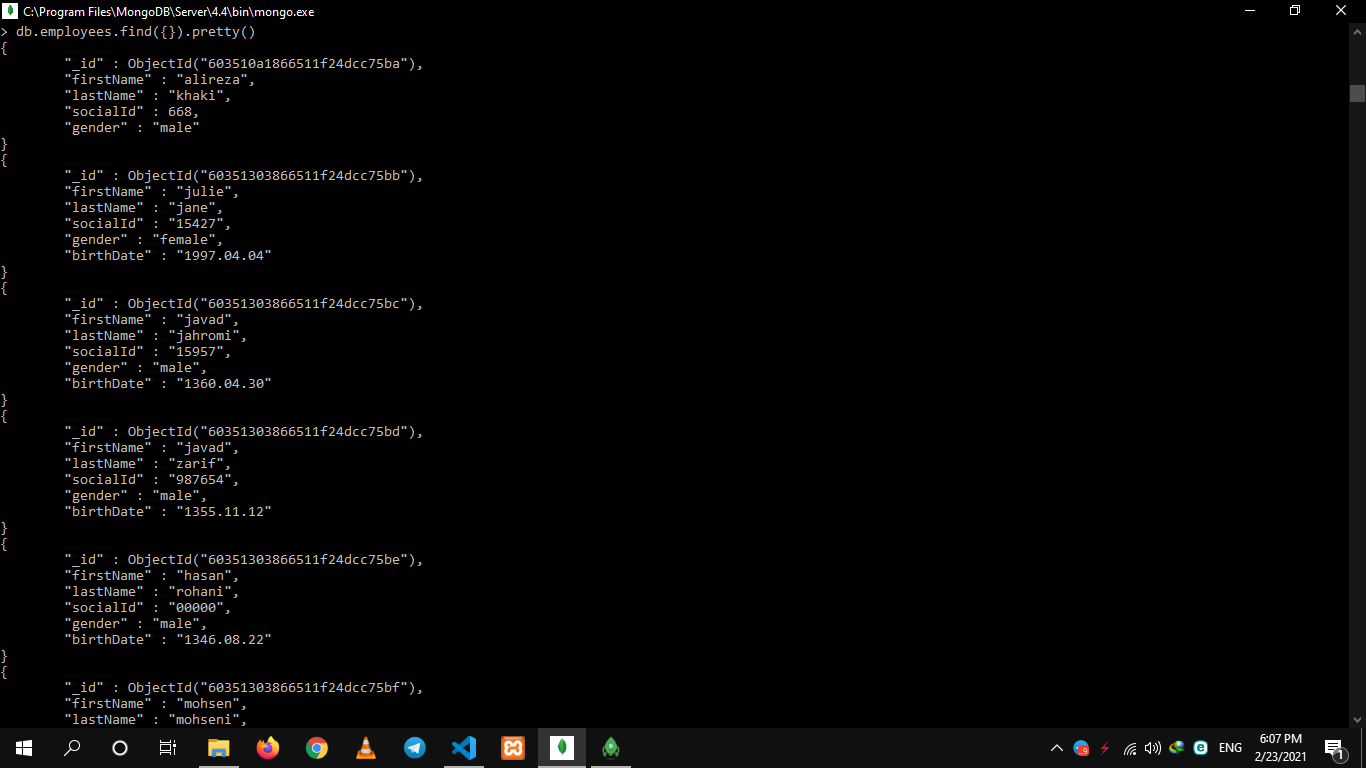 C:\Program Files\MongoDB\Server\4.4\bin\mongo.exe
> db.employees.find({}).pretty()
{
"_id" : ObjectId("603510a1866511f24dcc75ba"),
"firstName" : "alireza",
"lastName" : "khaki",
"socialId" : 668,
"gender" : "male"
}
{
"_id" : ObjectId("60351303866511f24dcc75bb"),
"firstName" : "julie",
"lastName" : "jane",
"socialId" : "15427",
"gender" : "female",
"birthDate" : "1997.04.04"
}
{
"_id" : ObjectId("60351303866511f24dcc75bc"),
"firstName" : "javad",
"lastName" : "jahromi",
"socialId" : "15957",
"gender" : "male",
"birthDate" : "1360.04.30"
}
{
"_id" : ObjectId("60351303866511f24dcc75bd"),
"firstName" : "javad",
"lastName" : "zarif",
"socialId" : "987654",
"gender" : "male",
"birthDate" : "1355.11.12"
}
{
"_id" : ObjectId("60351303866511f24dcc75be"),
"firstName" : "hasan",
"lastName" : "rohani",
"socialId" : "00000",
"gender" : "male",
"birthDate" : "1346.08.22"
}
{
"_id" : ObjectId("60351303866511f24dcc75bf"),
"firstName" : "mohsen",
"lastName" : "mohseni",
ENG
6:07 PM
2/23/2021
1